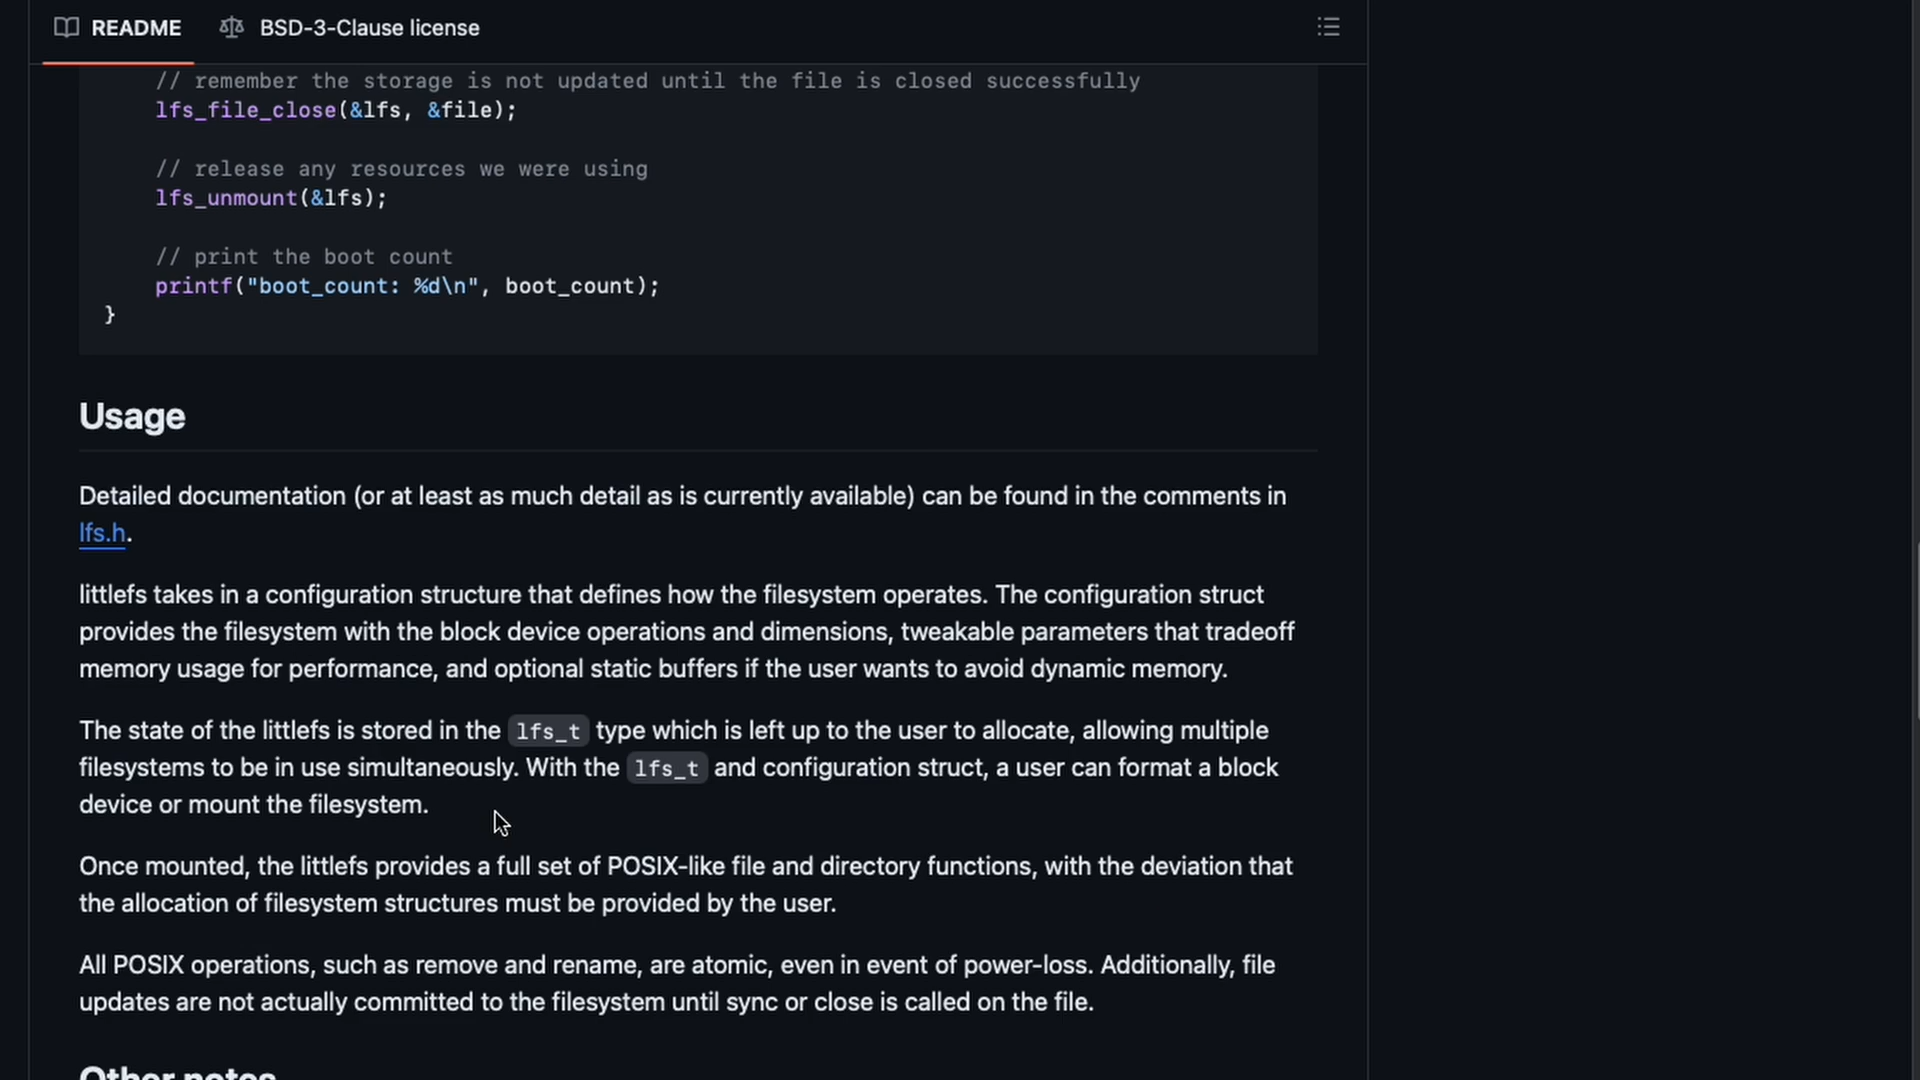 README BSD-3-Clause license
// remember the storage is not updated until the file is closed successfully
lfs_file_close(&lfs, &file);
// release any resources we were using
lfs_unmount(&lfs);
// print the boot count
printf("boot_count: %d\n", boot_count);
}
Usage
Detailed documentation (or at least as much detail as is currently available) can be found in the comments in
lfs.h.
littlefs takes in a configuration structure that defines how the filesystem operates. The configuration struct
provides the filesystem with the block device operations and dimensions, tweakable parameters that tradeoff
memory usage for performance, and optional static buffers if the user wants to avoid dynamic memory.
The state of the littlefs is stored in the lfs_t type which is left up to the user to allocate, allowing multiple
filesystems to be in use simultaneously. With the lfs_t and configuration struct, a user can format a block
device or mount the filesystem.
Once mounted, the littlefs provides a full set of POSIX-like file and directory functions, with the deviation that
the allocation of filesystem structures must be provided by the user.
All POSIX operations, such as remove and rename, are atomic, even in event of power-loss. Additionally, file
updates are not actually committed to the filesystem until sync or close is called on the file.
Other notes